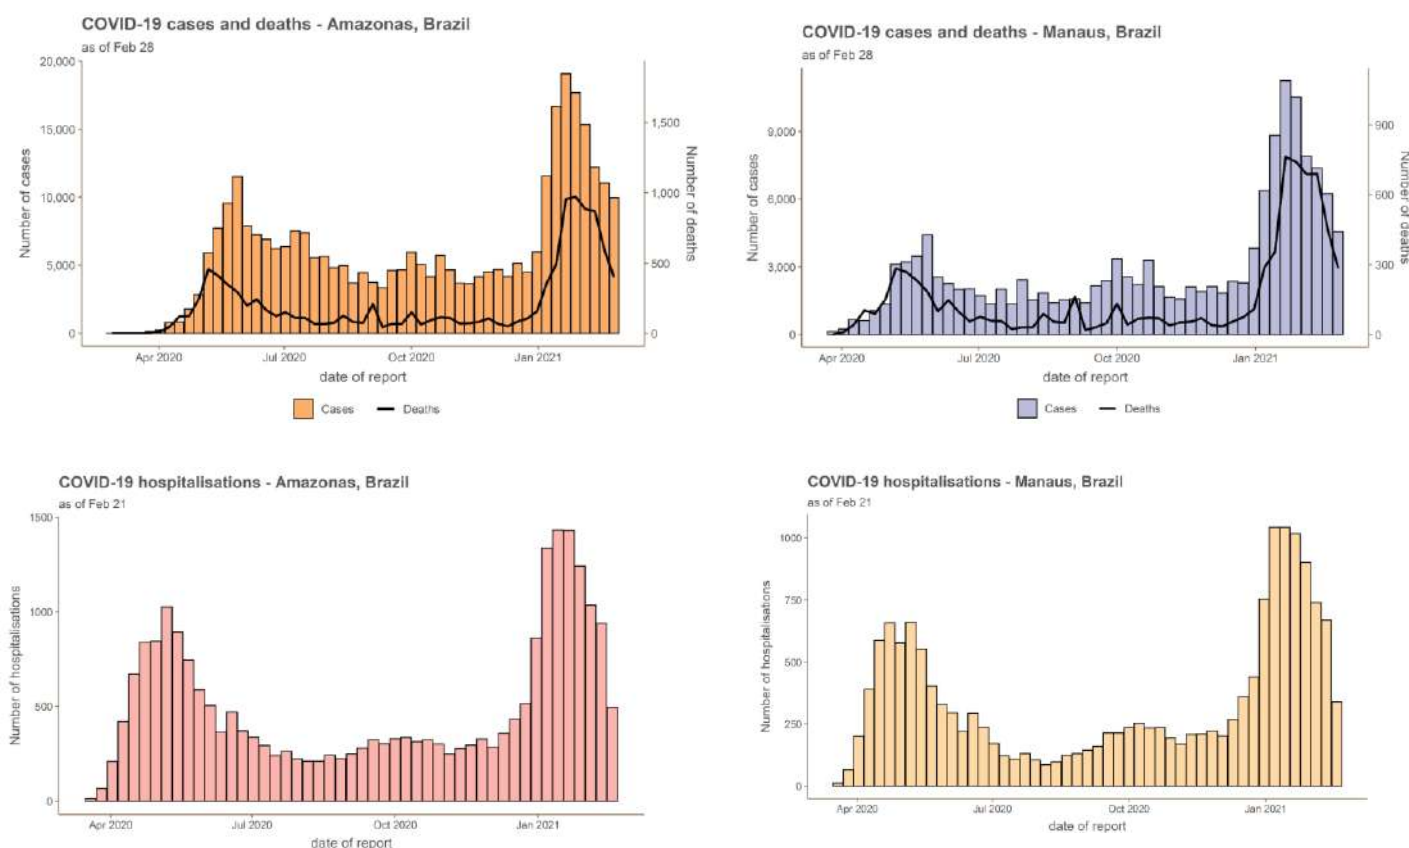 COVID-19 cases and deaths - Amazonas, Brazil
as of Feb 28
20,000
15,000
10,000
5,000
0
Number of cases
1,500
1,000
500
0
Number of deaths
Apr 2020
Jul 2020
Oct 2020
Jan 2021
date of report
Cases
Deaths
COVID-19 cases and deaths - Manaus, Brazil
as of Feb 28
9,000
6,000
3,000
0
Number of cases
900
600
300
0
Number of deaths
Apr 2020
Jul 2020
Oct 2020
Jan 2021
date of report
Cases
Deaths
COVID-19 hospitalisations - Amazonas, Brazil
as of Feb 21
1500
1000
500
0
Number of hospitalisations
Apr 2020
Jul 2020
Oct 2020
Jan 2021
date of report
COVID-19 hospitalisations - Manaus, Brazil
as of Feb 21
1000
750
500
250
0
Number of hospitalisations
Apr 2020
Jul 2020
Oct 2020
Jan 2021
date of report